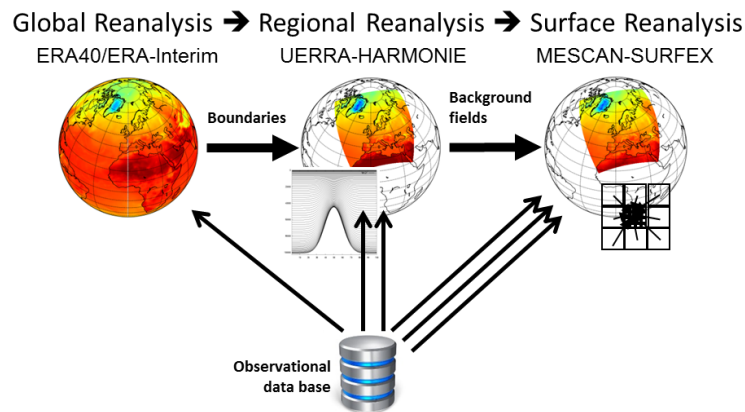 Global Reanalysis → Regional Reanalysis → Surface Reanalysis
ERA40/ERA-Interim UERRA-HARMONIE MESCAN-SURFEX
Boundaries
Background
fields
Observational
data base